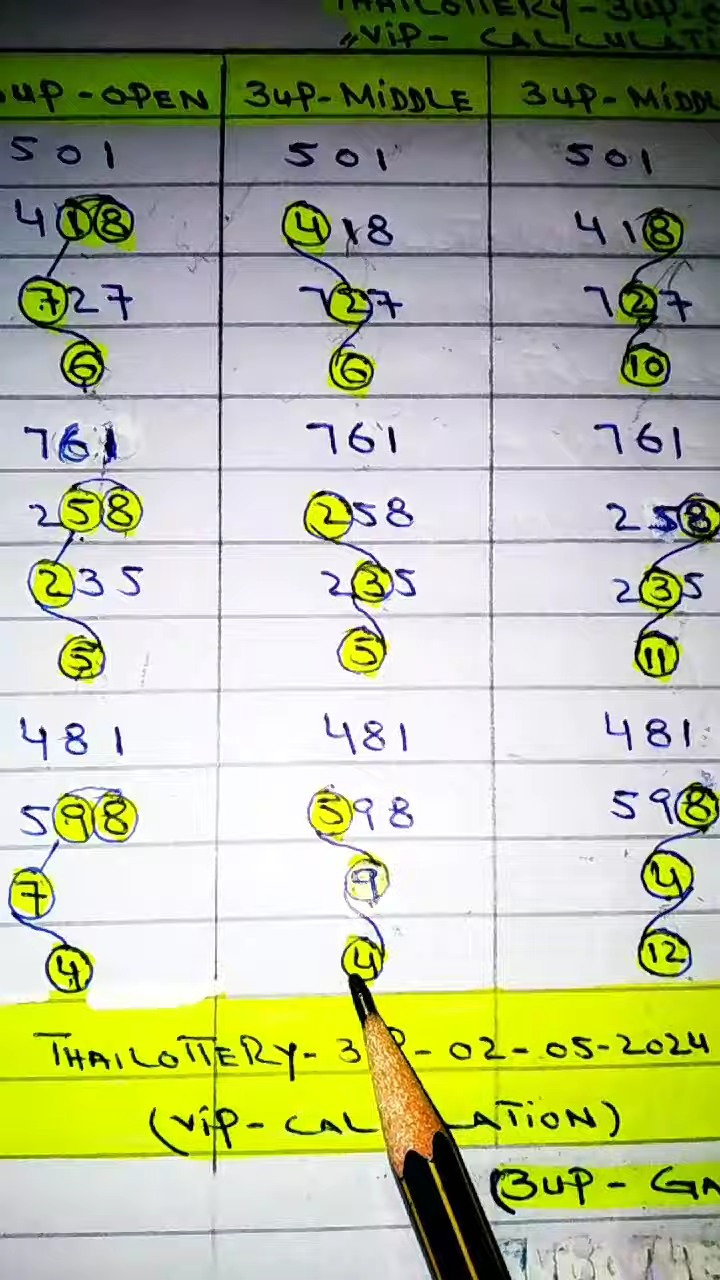 THAILOTTERY-3UP-
"VIP- CALCULATI
3UP-OPEN 3UP-MiDDLE 3UP-MiDDL
501 501 501
418 418 418
727 727 727
6 6 10
761 761 761
258 258 258
235 235 235
5 5 11
481 481 481
598 598 598
7 9 4
4 4 12
THAILOTTERY- 3 P-02-05-2024
(ViP-CAL LATiON)
(3UP-GA